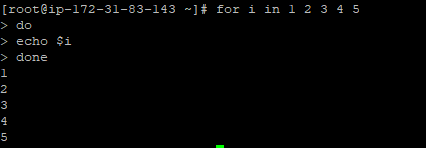 [root@ip-172-31-83-143 ~]# for i in 1 2 3 4 5
> do
> echo $i
> done
1
2
3
4
5